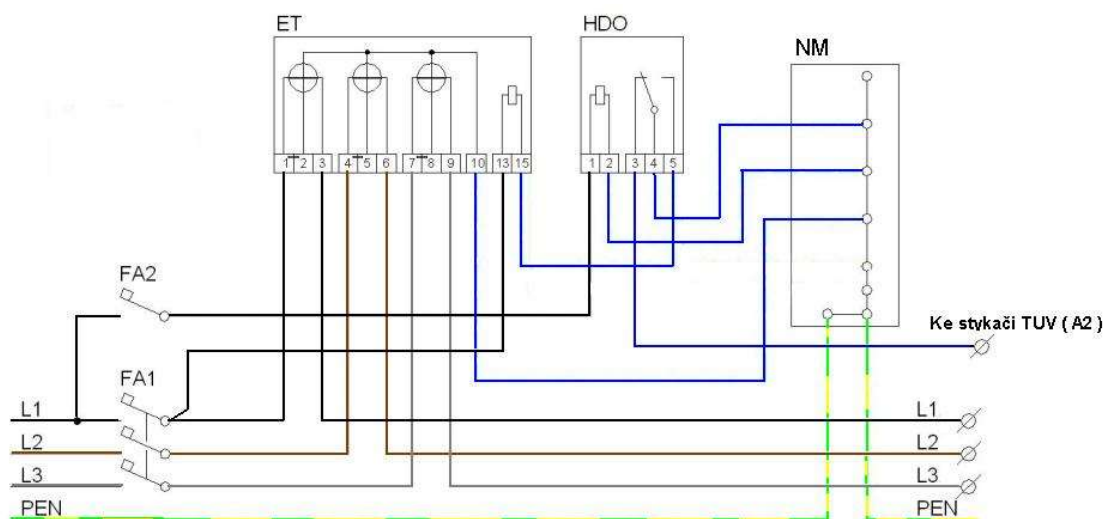 ET
HDO
NM
1 2 3 4 5 6 7 8 9 10 13 15
1 2 3 4 5
FA2
Ke stykači TUV ( A2 )
FA1
L1 L1
L2 L2
L3 L3
PEN PEN